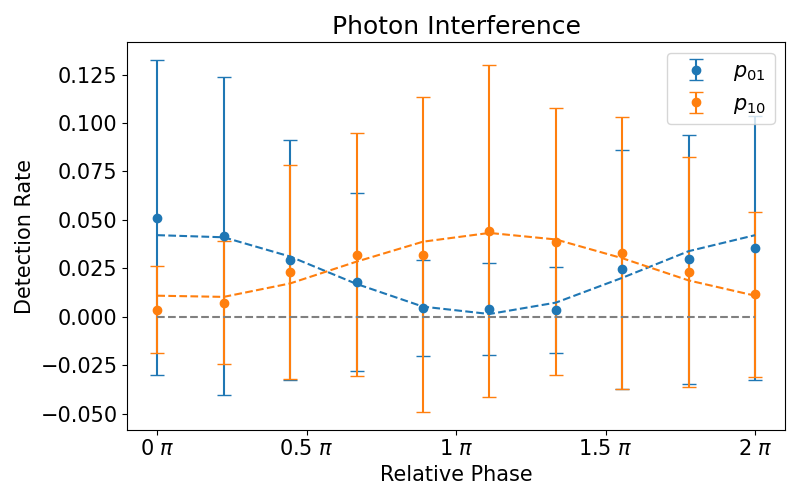 Photon Interference
p01
p10
Detection Rate
0.125
0.100
0.075
0.050
0.025
0.000
−0.025
−0.050
0 π
0.5 π
1 π
1.5 π
2 π
Relative Phase